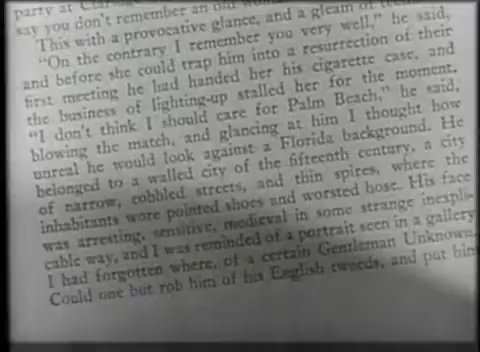 party at
say you don't remember an old
This with a provocative glance, and a gleam of
"On the contrary I remember you very well," he said,
and before she could trap him into a resurrection of their
first meeting he had handed her his cigarette case, and
the business of lighting-up stalled her for the moment.
"I don't think I should care for Palm Beach," he said,
blowing the match, and glancing at him I thought how
unreal he would look against a Florida background. He
belonged to a walled city of the fifteenth century, a city
of narrow, cobbled streets, and thin spires, where the
inhabitants wore pointed shoes and worsted hose. His face
was arresting, sensitive, medieval in some strange inexpli-
cable way, and I was reminded of a portrait seen in a gallery
I had forgotten where, of a certain Gentleman Unknown.
Could one but rob him of his English tweeds, and put him